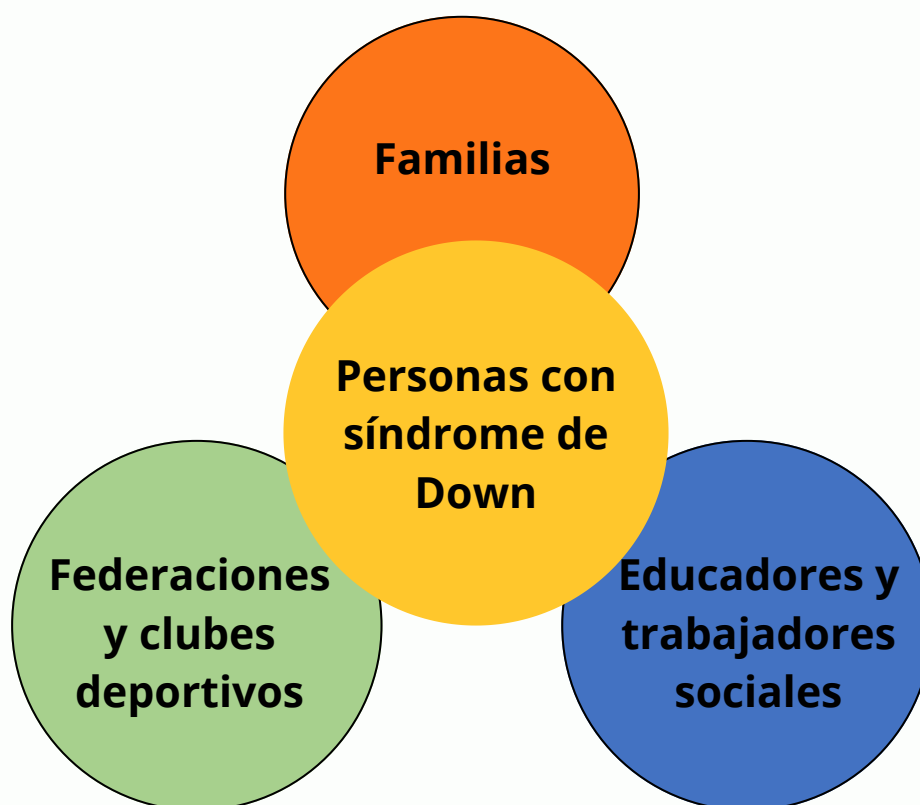 Familias
Personas con
síndrome de
Down
Federaciones
y clubes
deportivos
Educadores y
trabajadores
sociales